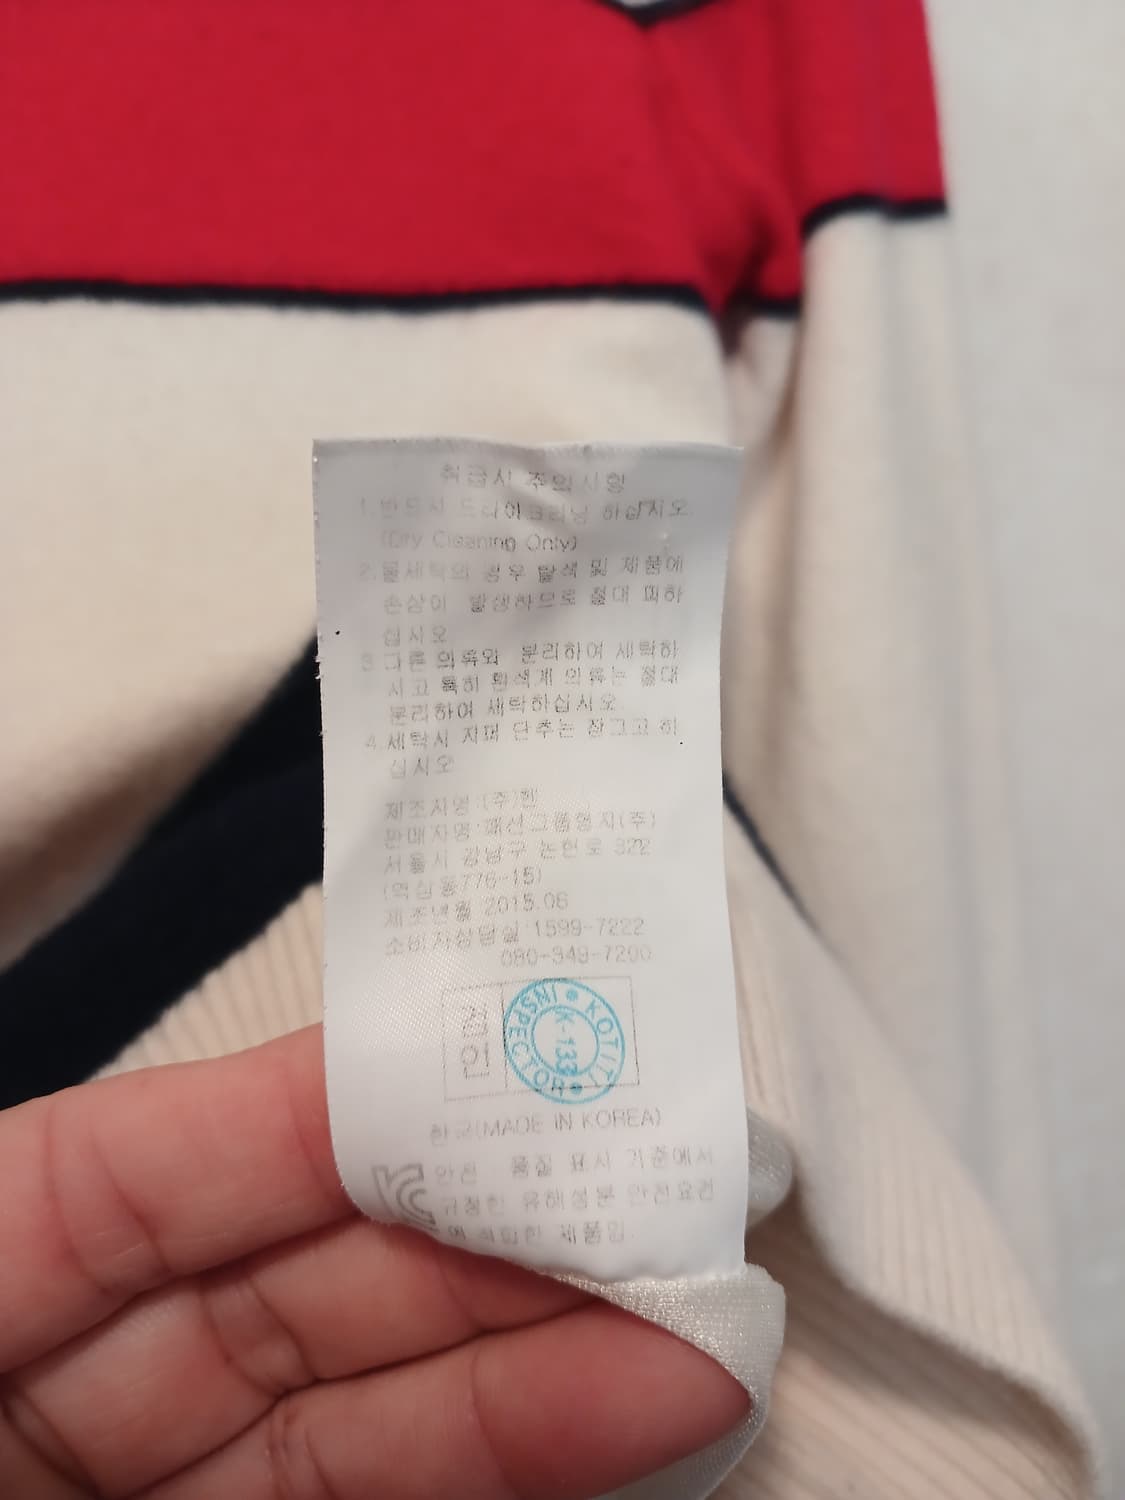 취급시 주의사항
1.반드시 드라이크리닝 하십시오.
(Dry Cleaning Only)
2.물세탁의 경우 탈색 및 제품에
손상이 발생하므로 절대 피하
십시오
3.다른 의류와 분리하여 세탁하
시고 특히 흰색계 의류는 절대
분리하여 세탁하십시오.
4.세탁시 지퍼 단추는 잠그고 하
십시오
제조자명:(주)
판매자명:패션그룹형지(주)
서울시 강남구 논현로 322
(역삼동776-15)
제조년월 2015.06
소비자상담실:1599-7222
080-949-7200
검인
KOTITI INSPECTOR
K-133
한국(MADE IN KOREA)
안전 품질 표시 기준에서
규정한 유해성분 안전요건
에 적합한 제품임.